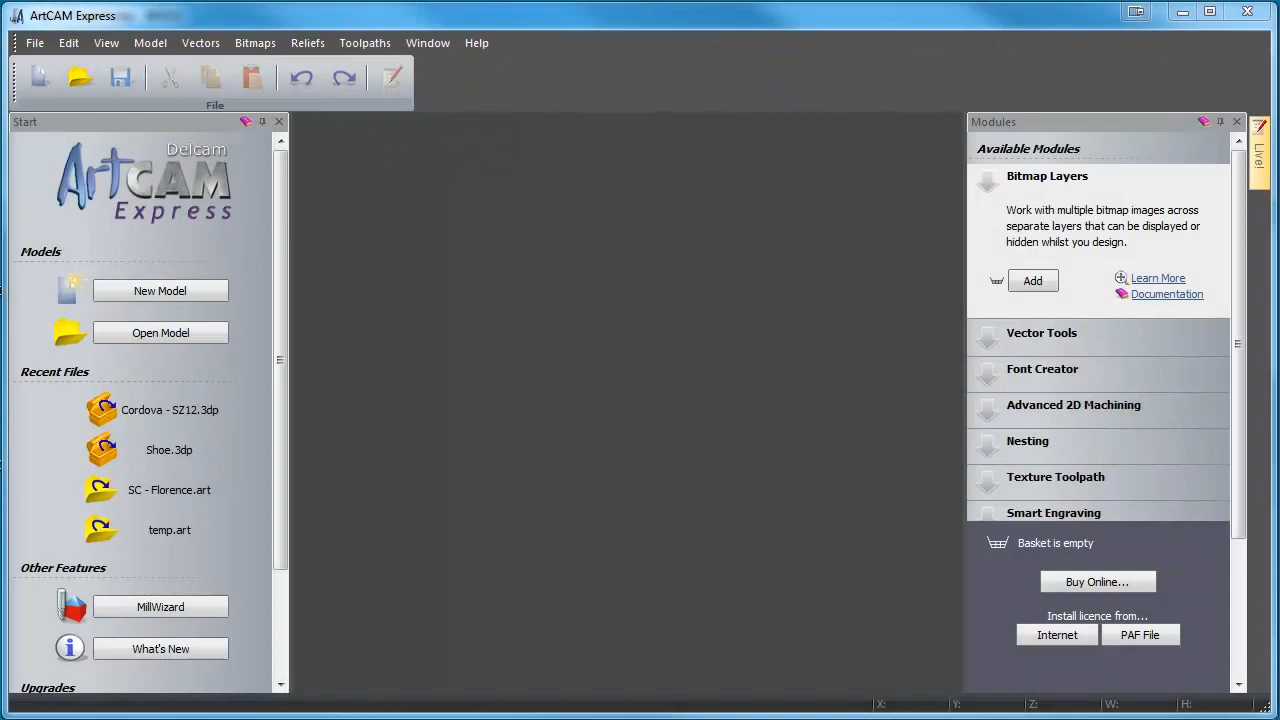 ArtCAM Express
File Edit View Model Vectors Bitmaps Reliefs Toolpaths Window Help
File
Start
Delcam
ArtCAM
Express
Models
New Model
Open Model
Recent Files
Cordova - SZ12.3dp
Shoe.3dp
SC - Florence.art
temp.art
Other Features
MillWizard
What's New
Upgrades
Modules
Available Modules
Bitmap Layers
Work with multiple bitmap images across
separate layers that can be displayed or
hidden whilst you design.
Add
Learn More
Documentation
Vector Tools
Font Creator
Advanced 2D Machining
Nesting
Texture Toolpath
Smart Engraving
Basket is empty
Buy Online...
Install licence from...
Internet PAF File
Live!
X: Y: Z: W: H: